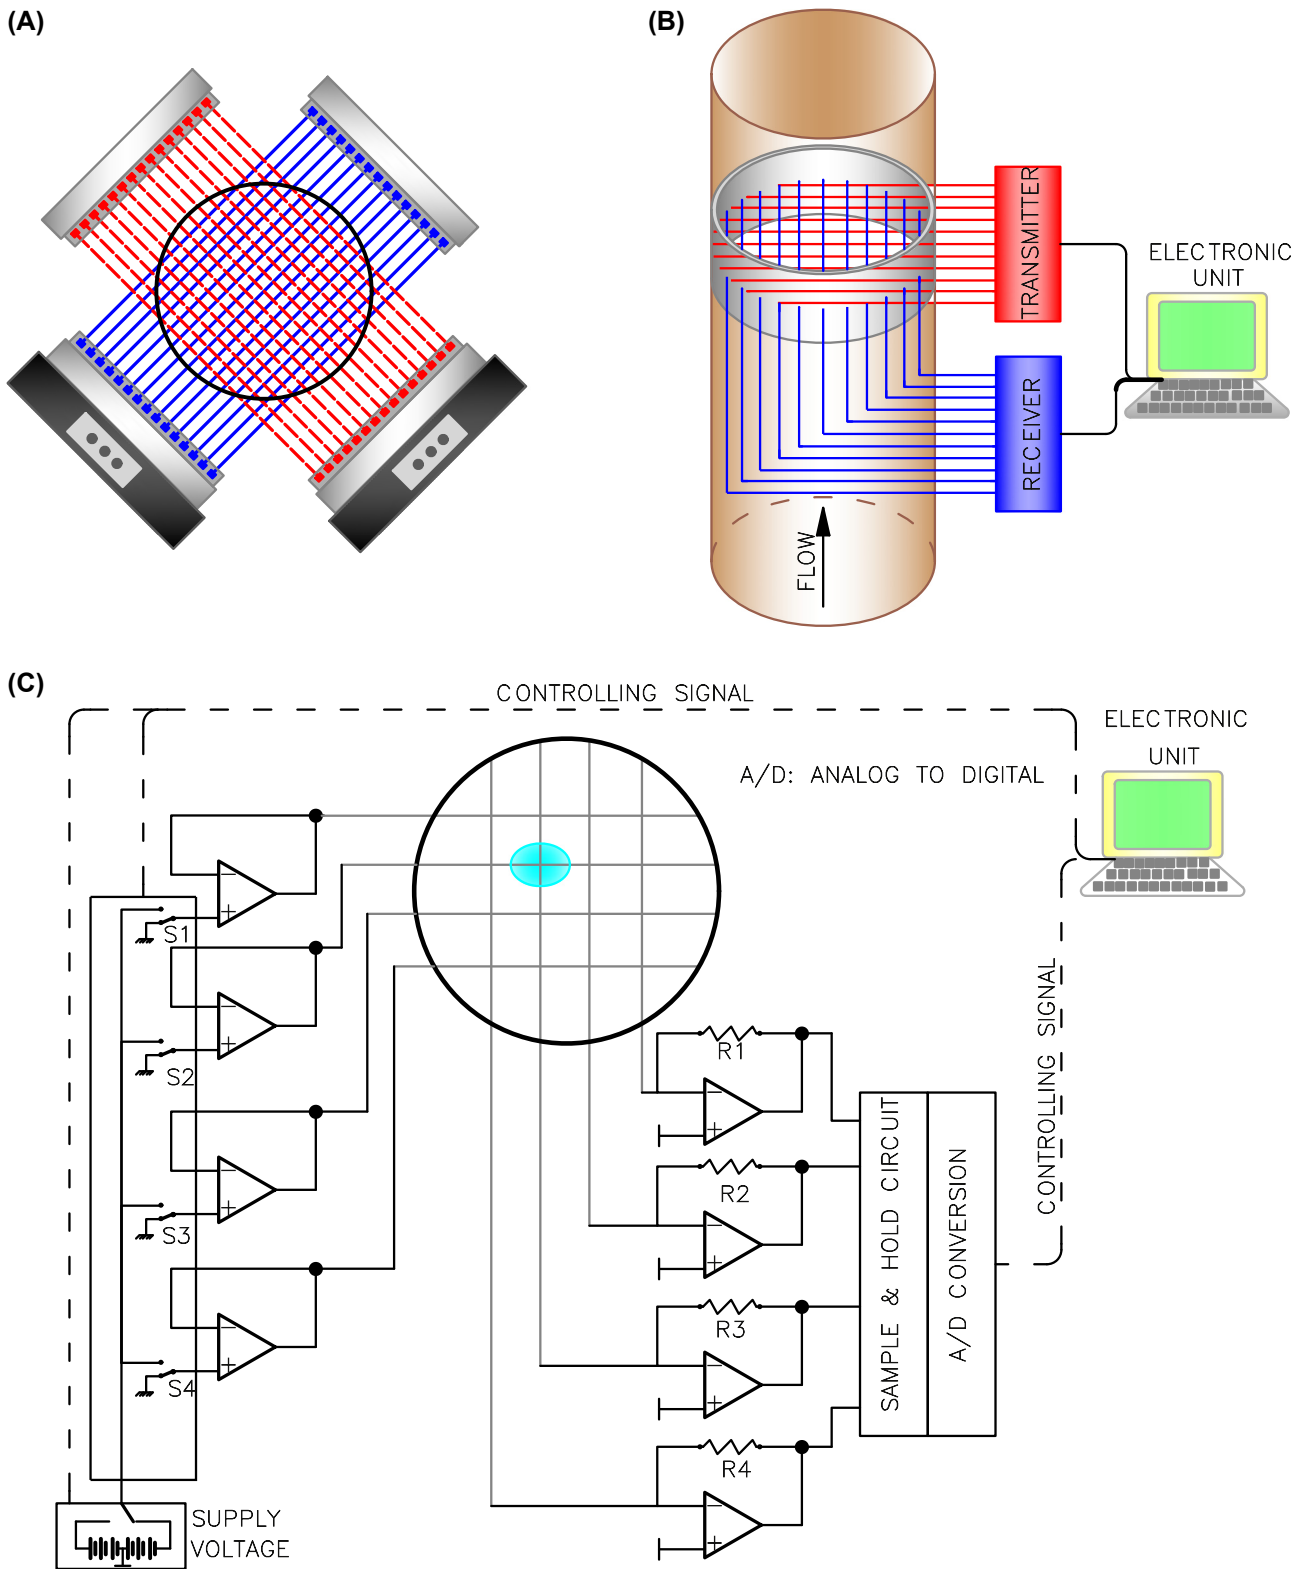 (A)
(B)
TRANSMITTER
ELECTRONIC
UNIT
RECEIVER
FLOW
(C)
CONTROLLING SIGNAL
ELECTRONIC
UNIT
A/D: ANALOG TO DIGITAL
−
+
S1
−
+
S2
−
+
S3
−
+
S4
R1
−
+
R2
−
+
R3
−
+
R4
−
+
SAMPLE & HOLD CIRCUIT
A/D CONVERSION
CONTROLLING SIGNAL
SUPPLY
VOLTAGE